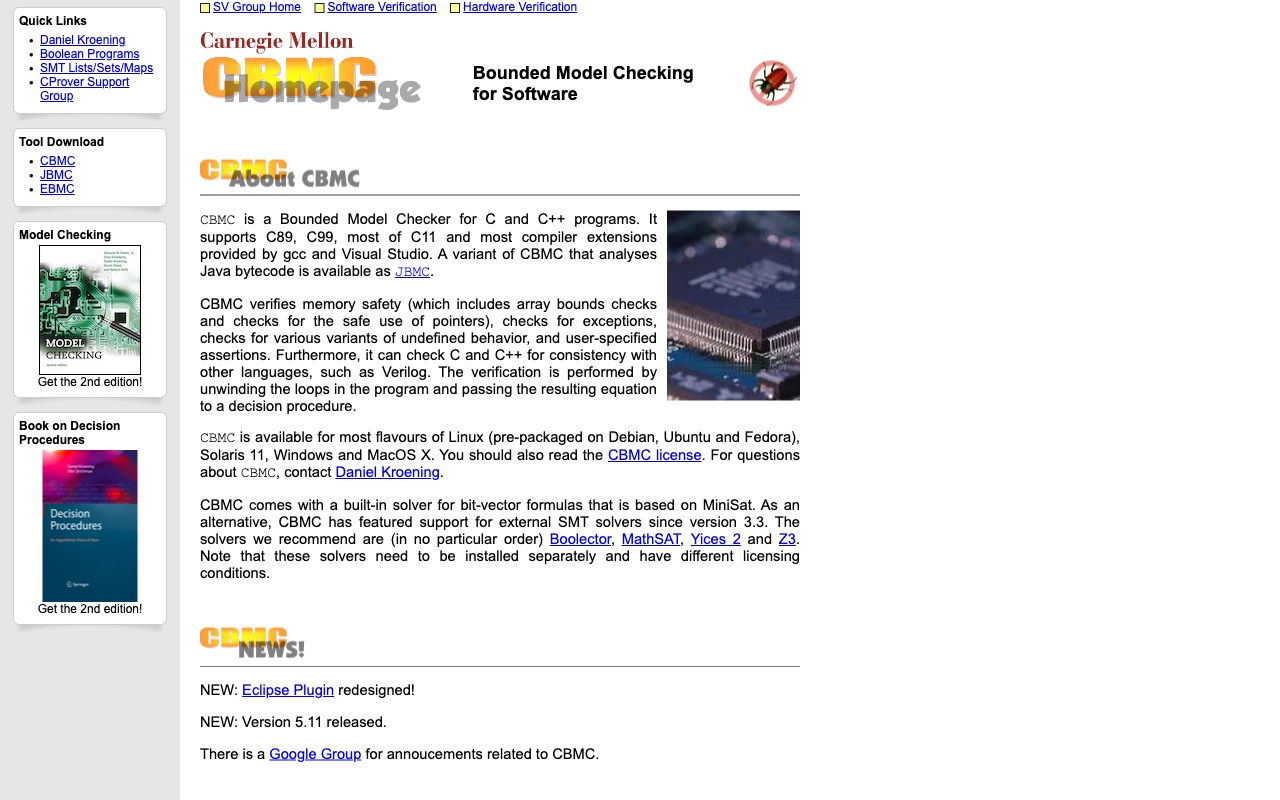 Quick Links
• Daniel Kroening
• Boolean Programs
• SMT Lists/Sets/Maps
• CProver Support
Group
Tool Download
• CBMC
• JBMC
• EBMC
Model Checking
MODEL
CHECKING
Get the 2nd edition!
Book on Decision
Procedures
Daniel Kroening
Ofer Strichman
Decision
Procedures
An Algorithmic Point of View
Springer
Get the 2nd edition!
SV Group Home Software Verification Hardware Verification
Carnegie Mellon
CBMC
Homepage
Bounded Model Checking
for Software
CBMC
About CBMC
CBMC is a Bounded Model Checker for C and C++ programs. It
supports C89, C99, most of C11 and most compiler extensions
provided by gcc and Visual Studio. A variant of CBMC that analyses
Java bytecode is available as JBMC.
CBMC verifies memory safety (which includes array bounds checks
and checks for the safe use of pointers), checks for exceptions,
checks for various variants of undefined behavior, and user-specified
assertions. Furthermore, it can check C and C++ for consistency with
other languages, such as Verilog. The verification is performed by
unwinding the loops in the program and passing the resulting equation
to a decision procedure.
CBMC is available for most flavours of Linux (pre-packaged on Debian, Ubuntu and Fedora),
Solaris 11, Windows and MacOS X. You should also read the CBMC license. For questions
about CBMC, contact Daniel Kroening.
CBMC comes with a built-in solver for bit-vector formulas that is based on MiniSat. As an
alternative, CBMC has featured support for external SMT solvers since version 3.3. The
solvers we recommend are (in no particular order) Boolector, MathSAT, Yices 2 and Z3.
Note that these solvers need to be installed separately and have different licensing
conditions.
CBMC
NEWS!
NEW: Eclipse Plugin redesigned!
NEW: Version 5.11 released.
There is a Google Group for annoucements related to CBMC.